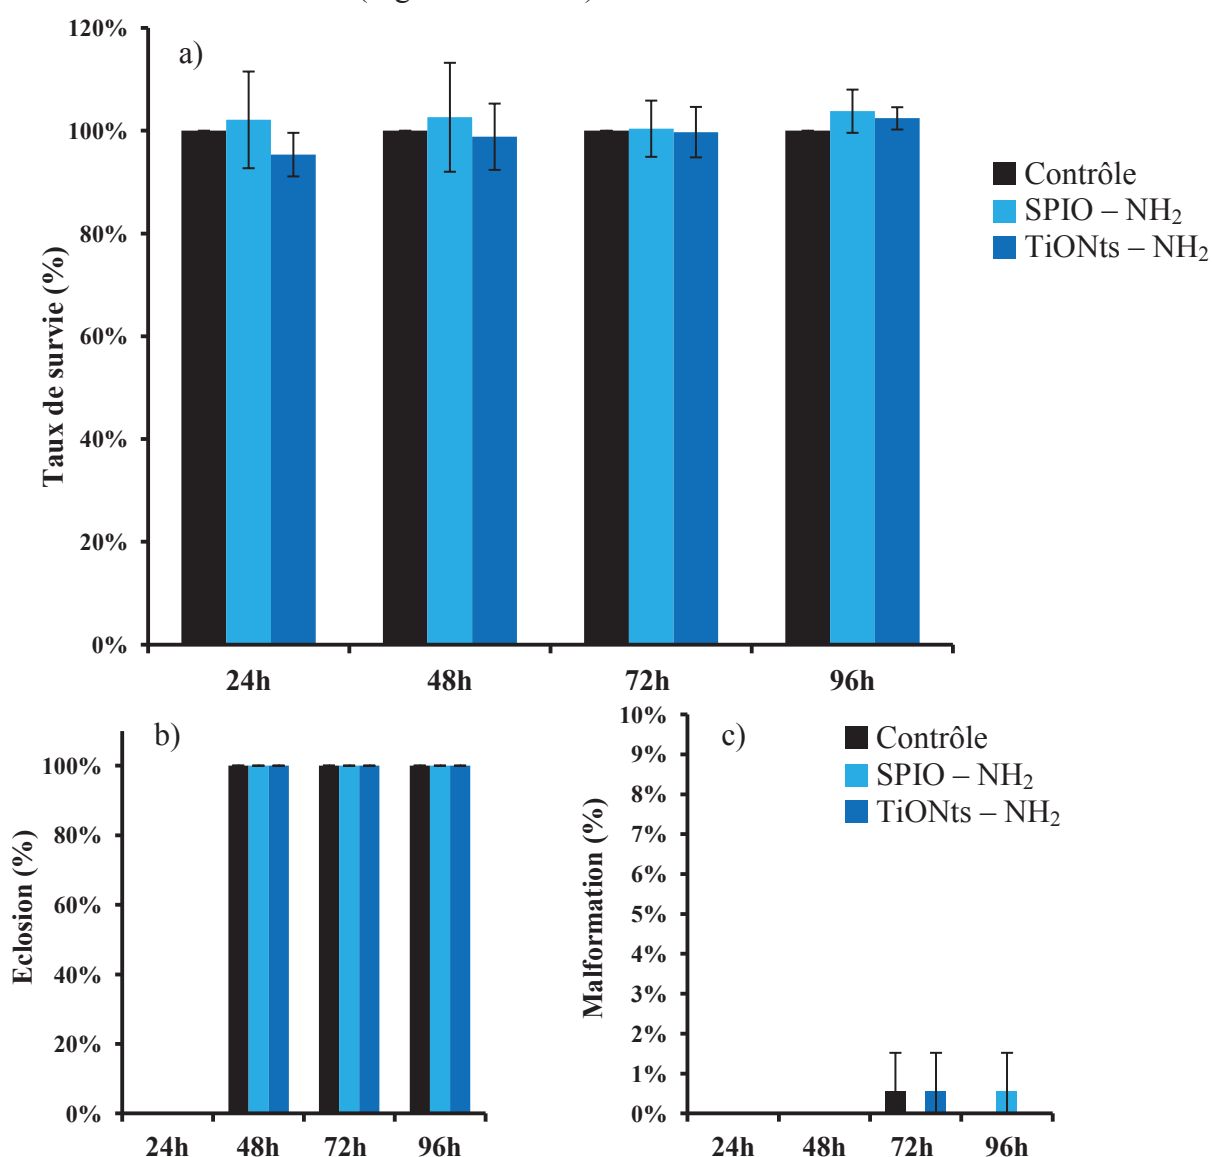 120%
a)
100%
80%
60%
40%
20%
0%
Taux de survie (%)
24h 48h 72h 96h
Contrôle
SPIO – NH₂
TiONts – NH₂
b)
100%
80%
60%
40%
20%
0%
Eclosion (%)
24h 48h 72h 96h
c)
10%
9%
8%
7%
6%
5%
4%
3%
2%
1%
0%
Malformation (%)
Contrôle
SPIO – NH₂
TiONts – NH₂
24h 48h 72h 96h